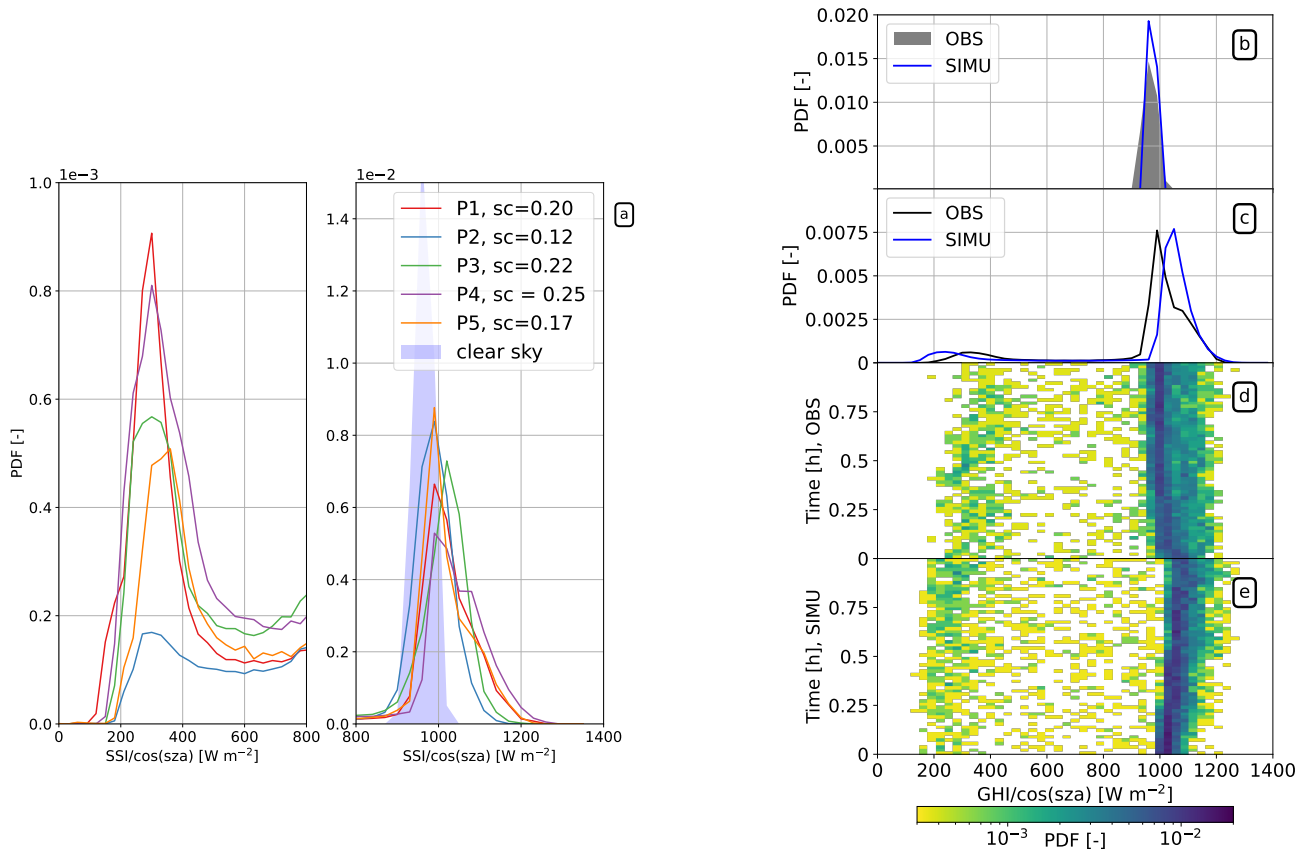 1e−3
1.0
0.8
0.6
0.4
0.2
0.0
PDF [-]
0 200 400 600 800
SSI/cos(sza) [W m−2]
1e−2
1.4
1.2
1.0
0.8
0.6
0.4
0.2
0.0
800 1000 1200 1400
SSI/cos(sza) [W m−2]
P1, sc=0.20
P2, sc=0.12
P3, sc=0.22
P4, sc = 0.25
P5, sc=0.17
clear sky
a
0.020
0.015
0.010
0.005
PDF [-]
OBS
SIMU
b
0.0075
0.0050
0.0025
0
PDF [-]
OBS
SIMU
c
0.75
0.5
0.25
0
Time [h], OBS
d
0.75
0.5
0.25
0
Time [h], SIMU
e
0 200 400 600 800 1000 1200 1400
GHI/cos(sza) [W m−2]
10−3 PDF [-] 10−2